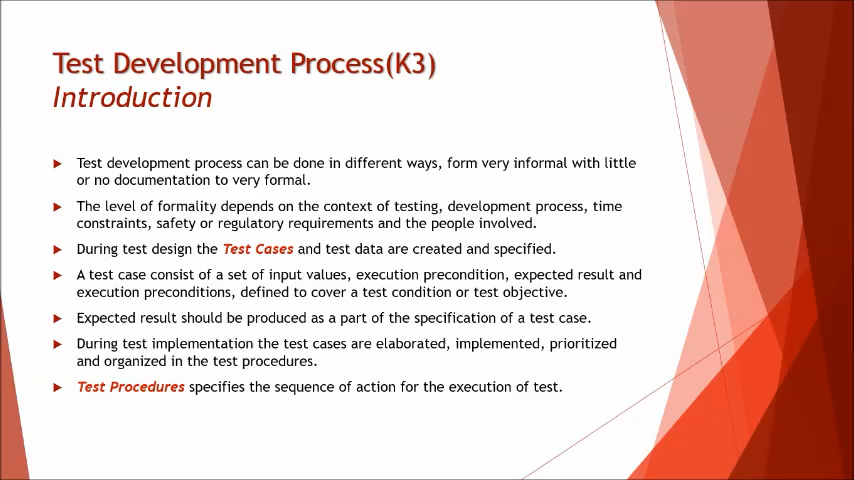 Test Development Process(K3)
Introduction
Test development process can be done in different ways, form very informal with little
or no documentation to very formal.
The level of formality depends on the context of testing, development process, time
constraints, safety or regulatory requirements and the people involved.
During test design the Test Cases and test data are created and specified.
A test case consist of a set of input values, execution precondition, expected result and
execution preconditions, defined to cover a test condition or test objective.
Expected result should be produced as a part of the specification of a test case.
During test implementation the test cases are elaborated, implemented, prioritized
and organized in the test procedures.
Test Procedures specifies the sequence of action for the execution of test.